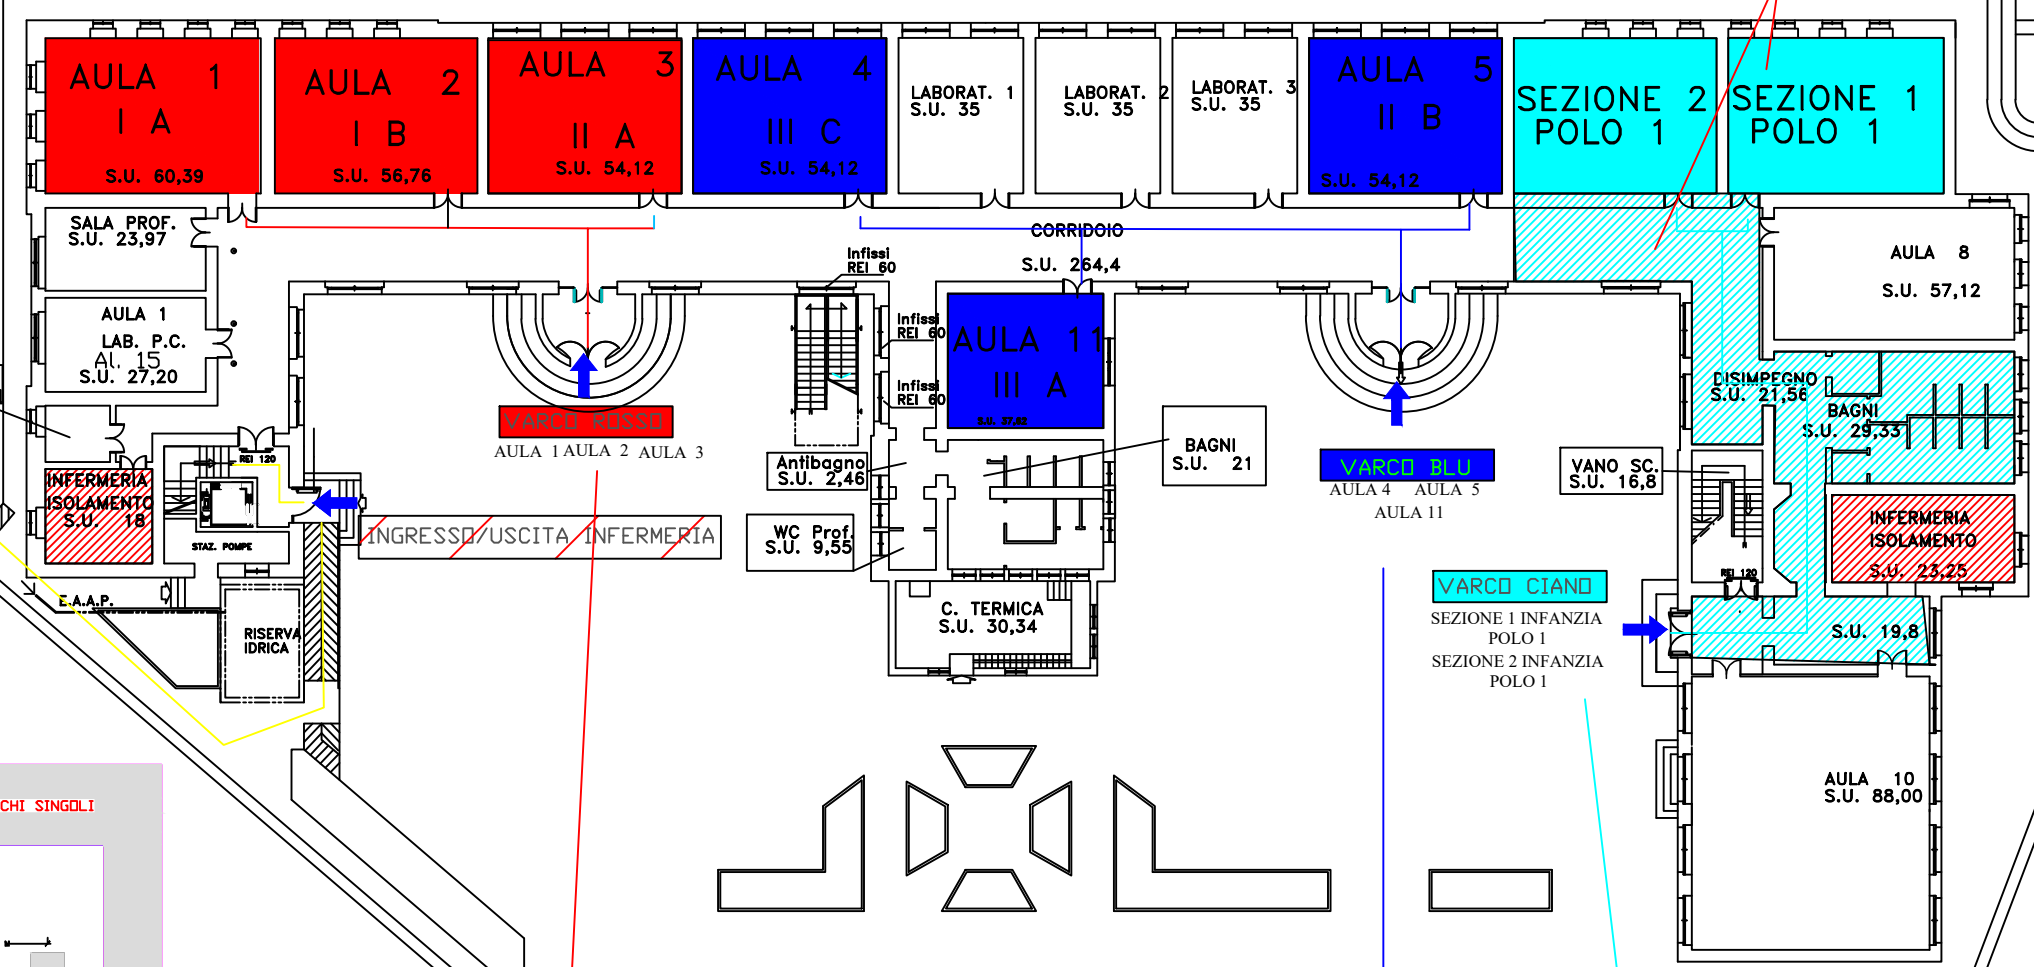 AULA 1
I A
S.U. 60,39
AULA 2
I B
S.U. 56,76
AULA 3
II A
S.U. 54,12
AULA 4
III C
S.U. 54,12
LABORAT. 1
S.U. 35
LABORAT. 2
S.U. 35
LABORAT. 3
S.U. 35
AULA 5
II B
S.U. 54,12
SEZIONE 2
POLO 1
SEZIONE 1
POLO 1
SALA PROF.
S.U. 23,97
CORRIDOIO
S.U. 264,4
Infissi
REI 60
AULA 8
S.U. 57,12
AULA 1
LAB. P.C.
Al. 15
S.U. 27,20
Infissi
REI 60
Infissi
REI 60
AULA 11
III A
S.U. 37,62
DISIMPEGNO
S.U. 21,56
BAGNI
S.U. 29,33
VARCO ROSSO
AULA 1 AULA 2 AULA 3
REI 120
Antibagno
S.U. 2,46
BAGNI
S.U. 21
VARCO BLU
AULA 4 AULA 5
AULA 11
VANO SC.
S.U. 16,8
INFERMERIA
ISOLAMENTO
S.U. 18
STAZ. POMPE
INGRESSO/USCITA INFERMERIA
WC Prof.
S.U. 9,55
INFERMERIA
ISOLAMENTO
S.U. 23,25
REI 120
E.A.A.P.
RISERVA
IDRICA
C. TERMICA
S.U. 30,34
VARCO CIANO
SEZIONE 1 INFANZIA
POLO 1
SEZIONE 2 INFANZIA
POLO 1
S.U. 19,8
AULA 10
S.U. 88,00
CHI SINGOLI